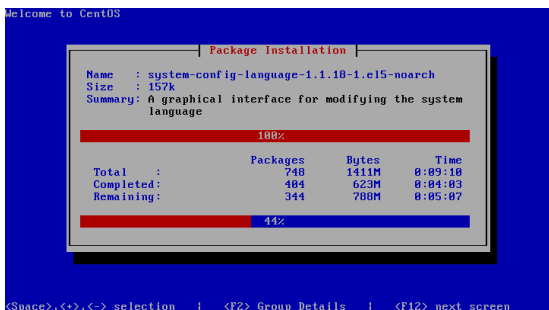 Welcome to CentOS
Package Installation
Name : system-config-language-1.1.18-1.el5-noarch
Size : 157k
Summary: A graphical interface for modifying the system
language
100%
Packages Bytes Time
Total : 748 1411M 0:09:10
Completed: 404 623M 0:04:03
Remaining: 344 788M 0:05:07
44%
<Space>,<+>,<-> selection | <F2> Group Details | <F12> next screen